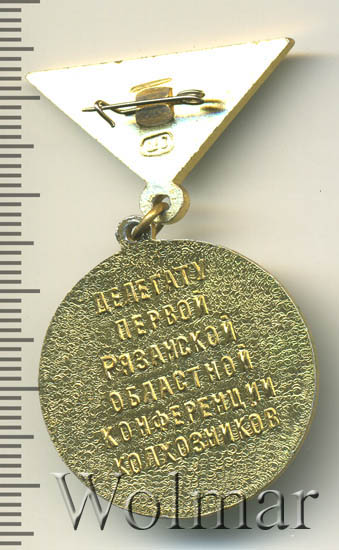 ДЕЛЕГАТУ
ПЕРВОЙ
РЯЗАНСКОЙ
ОБЛАСТНОЙ
КОНФЕРЕНЦИИ
КОЛХОЗНИКОВ
Wolmar